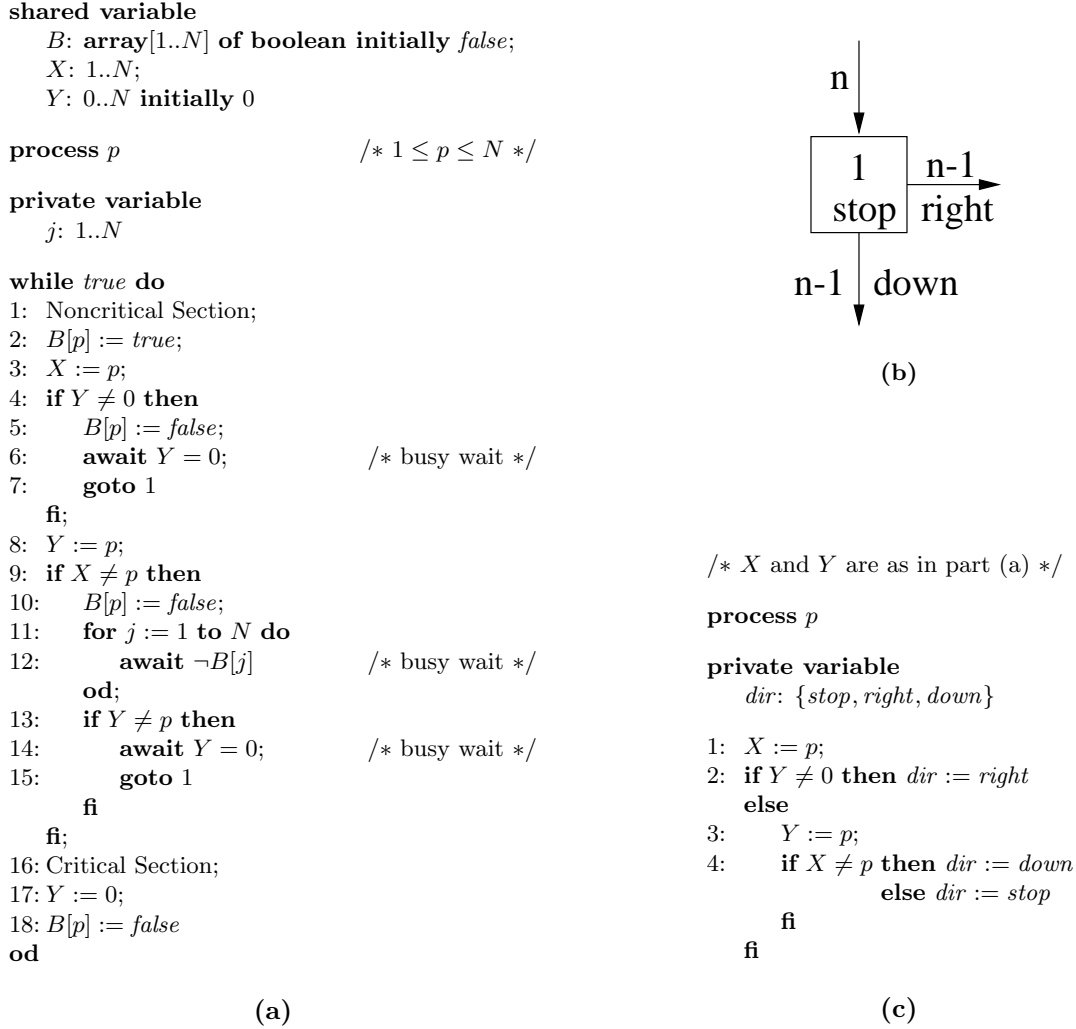 shared variable
B: array[1..N] of boolean initially false;
X: 1..N;
Y: 0..N initially 0
process p /* 1 ≤ p ≤ N */
private variable
j: 1..N
while true do
1: Noncritical Section;
2: B[p] := true;
3: X := p;
4: if Y ≠ 0 then
5: B[p] := false;
6: await Y = 0; /* busy wait */
7: goto 1
fi;
8: Y := p;
9: if X ≠ p then
10: B[p] := false;
11: for j := 1 to N do
12: await ¬B[j] /* busy wait */
od;
13: if Y ≠ p then
14: await Y = 0; /* busy wait */
15: goto 1
fi
fi;
16: Critical Section;
17: Y := 0;
18: B[p] := false
od
(a)
n
1
stop
n-1
right
n-1 down
(b)
/* X and Y are as in part (a) */
process p
private variable
dir: {stop, right, down}
1: X := p;
2: if Y ≠ 0 then dir := right
else
3: Y := p;
4: if X ≠ p then dir := down
else dir := stop
fi
fi
(c)